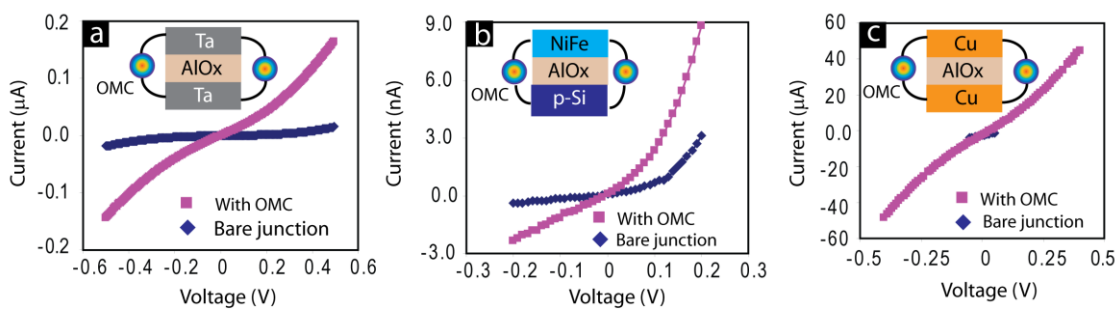 a
Current (µA)
0.2
0.1
0.0
-0.1
-0.2
Ta
AlOx
Ta
OMC
With OMC
Bare junction
-0.6 -0.4 -0.2 0 0.2 0.4 0.6
Voltage (V)
b
Current (nA)
9.0
6.0
3.0
0.0
-3.0
NiFe
AlOx
p-Si
OMC
With OMC
Bare junction
-0.3 -0.2 -0.1 0 0.1 0.2 0.3
Voltage (V)
c
Current (µA)
60
40
20
0.0
-20
-40
-60
Cu
AlOx
Cu
OMC
With OMC
Bare junction
-0.5 -0.25 0 0.25 0.5
Voltage (V)